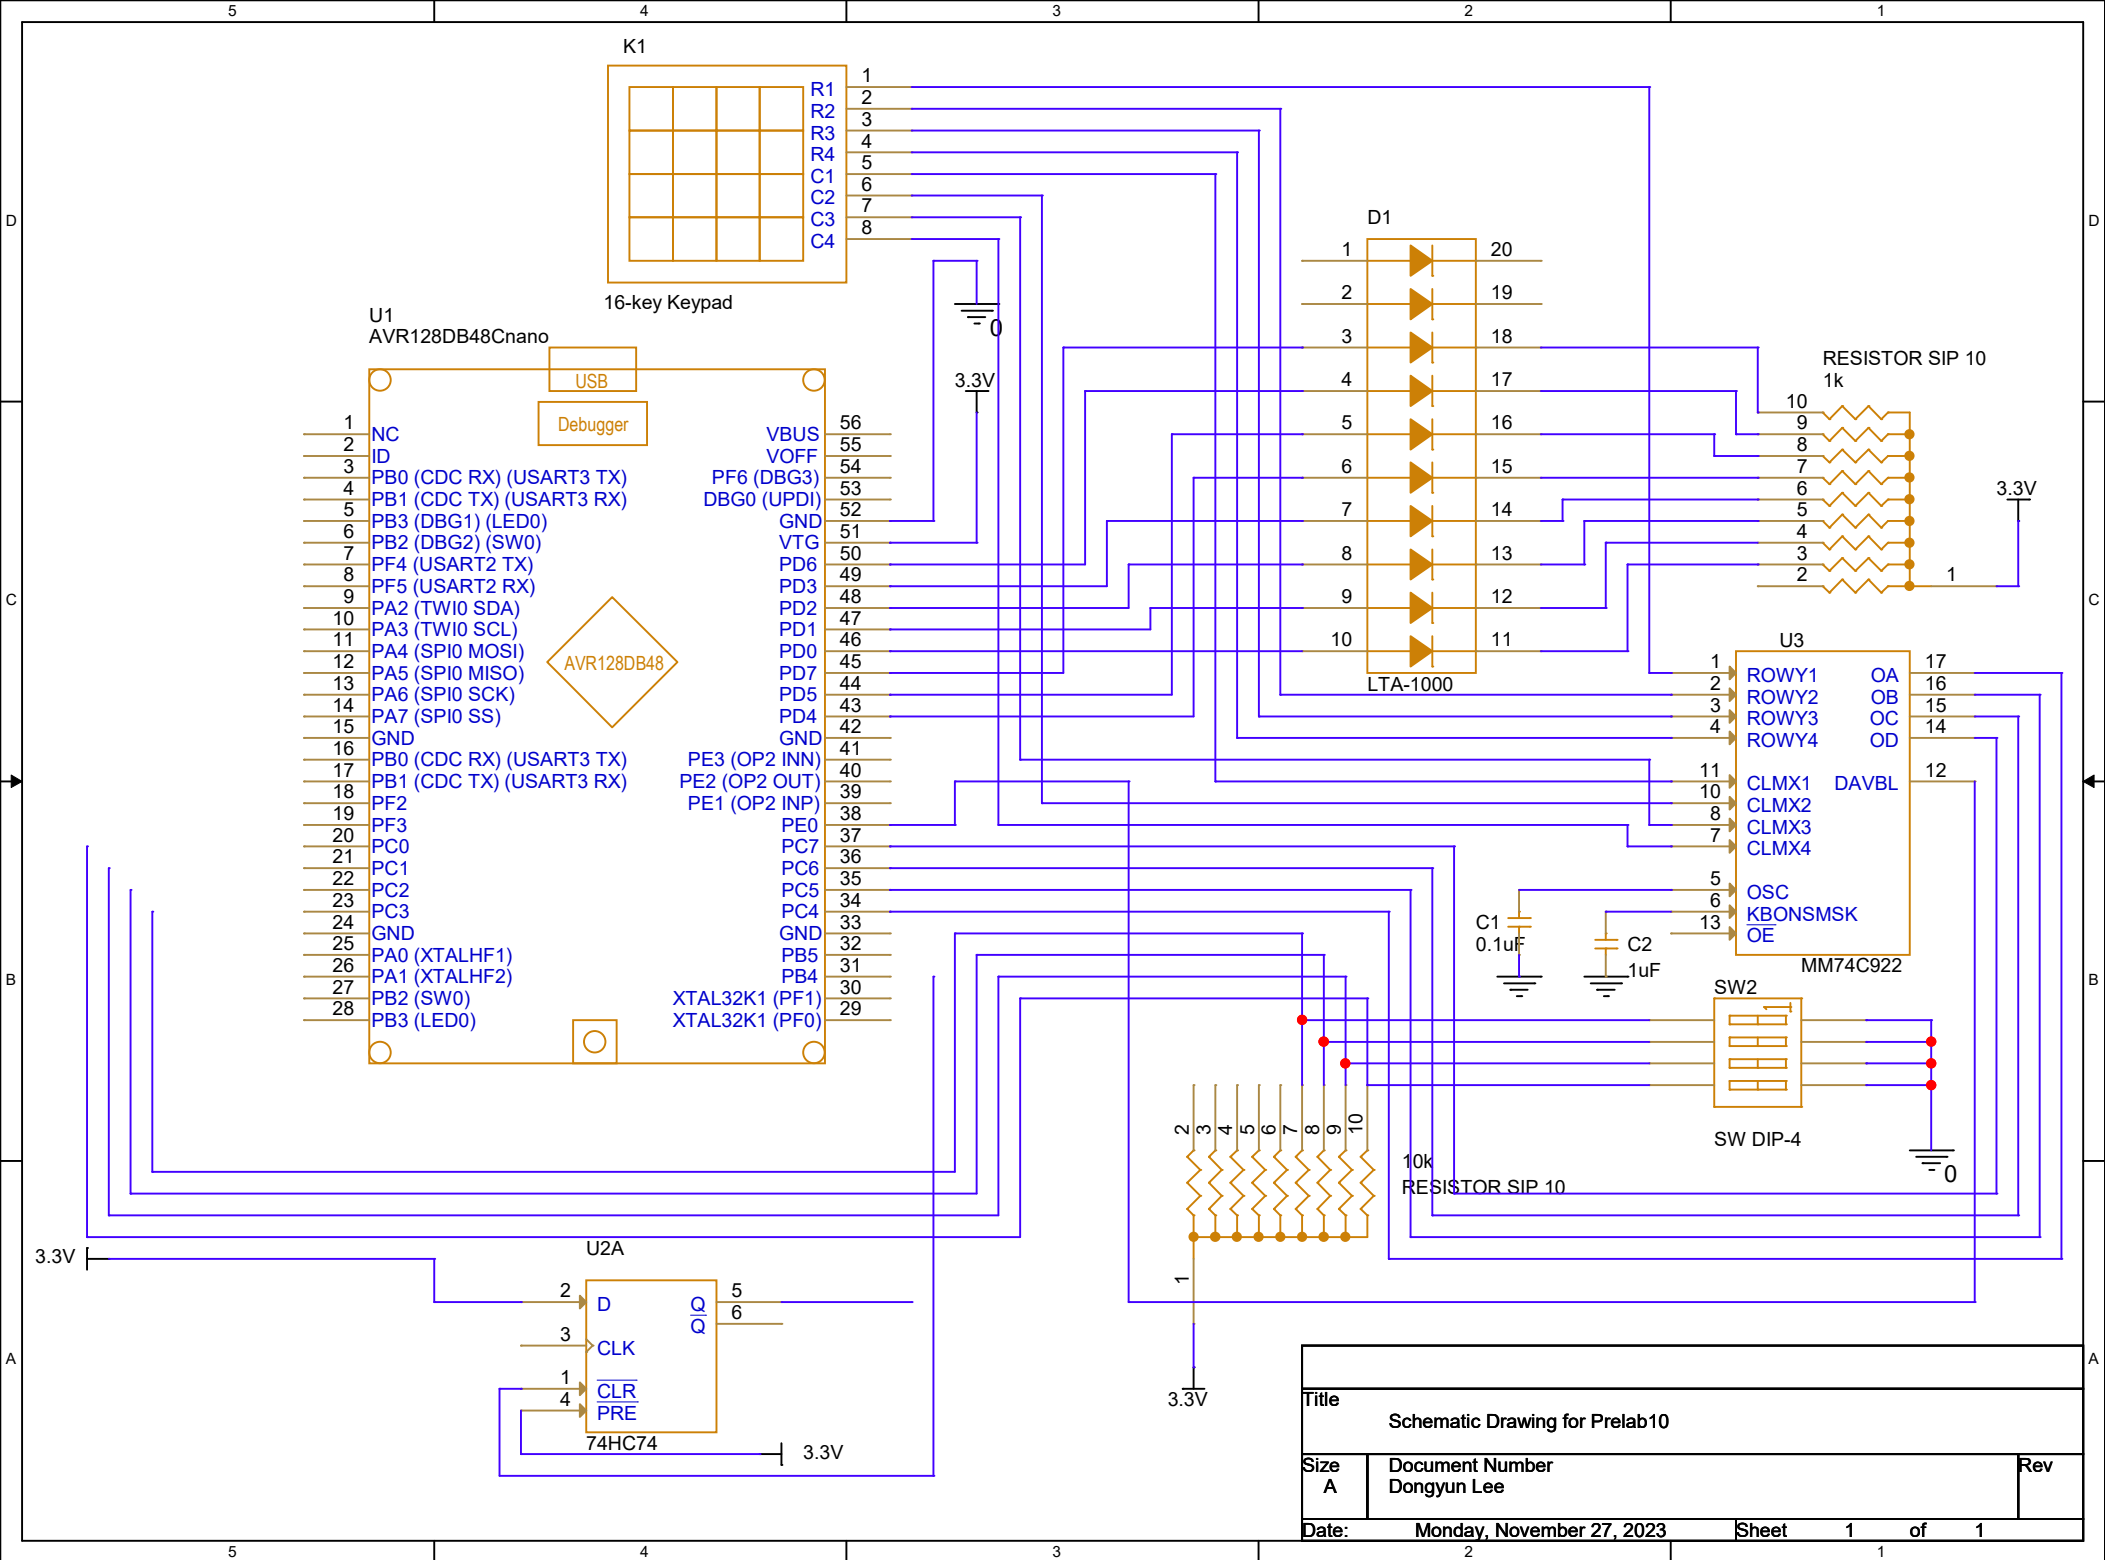 5 4 3 2 1
K1
R1 1
R2 2
R3 3
R4 4
C1 5
C2 6
C3 7
C4 8
16-key Keypad
D D
C C
B B
A A
U1
AVR128DB48Cnano
USB
Debugger
AVR128DB48
1 NC
2 ID
3 PB0 (CDC RX) (USART3 TX)
4 PB1 (CDC TX) (USART3 RX)
5 PB3 (DBG1) (LED0)
6 PB2 (DBG2) (SW0)
7 PF4 (USART2 TX)
8 PF5 (USART2 RX)
9 PA2 (TWI0 SDA)
10 PA3 (TWI0 SCL)
11 PA4 (SPI0 MOSI)
12 PA5 (SPI0 MISO)
13 PA6 (SPI0 SCK)
14 PA7 (SPI0 SS)
15 GND
16 PB0 (CDC RX) (USART3 TX)
17 PB1 (CDC TX) (USART3 RX)
18 PF2
19 PF3
20 PC0
21 PC1
22 PC2
23 PC3
24 GND
25 PA0 (XTALHF1)
26 PA1 (XTALHF2)
27 PB2 (SW0)
28 PB3 (LED0)
VBUS 56
VOFF 55
PF6 (DBG3) 54
DBG0 (UPDI) 53
GND 52
VTG 51
PD6 50
PD3 49
PD2 48
PD1 47
PD0 46
PD7 45
PD5 44
PD4 43
GND 42
PE3 (OP2 INN) 41
PE2 (OP2 OUT) 40
PE1 (OP2 INP) 39
PE0 38
PC7 37
PC6 36
PC5 35
PC4 34
GND 33
PB5 32
PB4 31
XTAL32K1 (PF1) 30
XTAL32K1 (PF0) 29
0
3.3V
D1
1 20
2 19
3 18
4 17
5 16
6 15
7 14
8 13
9 12
10 11
LTA-1000
RESISTOR SIP 10
1k
10
9
8
7
6
5
4
3
2 1
3.3V
U3
1 ROWY1 OA 17
2 ROWY2 OB 16
3 ROWY3 OC 15
4 ROWY4 OD 14
11 CLMX1 DAVBL 12
10 CLMX2
8 CLMX3
7 CLMX4
5 OSC
6 KBONSMSK
13 OE
MM74C922
C1
0.1uF
C2
1uF
SW2
1
SW DIP-4
0
2 3 4 5 6 7 8 9 10
10k
RESISTOR SIP 10
1
3.3V
3.3V
U2A
2 D Q 5
Q 6
3 CLK
1 CLR
4 PRE
74HC74
3.3V
Title
Schematic Drawing for Prelab10
Size Document Number Rev
A Dongyun Lee
Date: Monday, November 27, 2023 Sheet 1 of 1
5 4 3 2 1